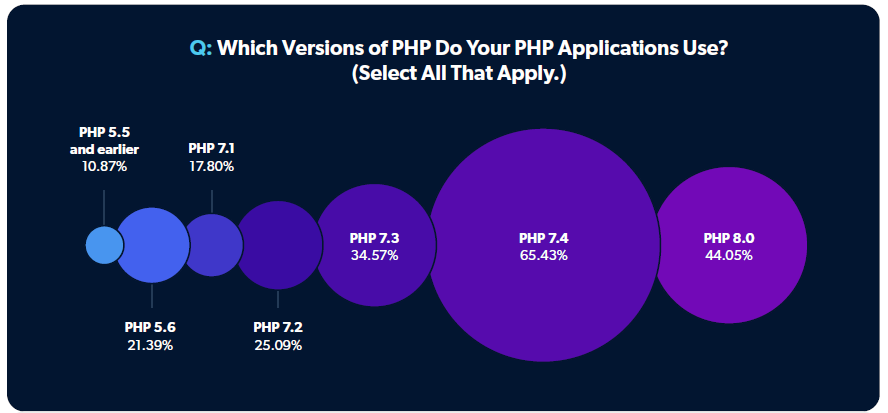 Q: Which Versions of PHP Do Your PHP Applications Use?
(Select All That Apply.)
PHP 5.5
and earlier
10.87%
PHP 5.6
21.39%
PHP 7.1
17.80%
PHP 7.2
25.09%
PHP 7.3
34.57%
PHP 7.4
65.43%
PHP 8.0
44.05%